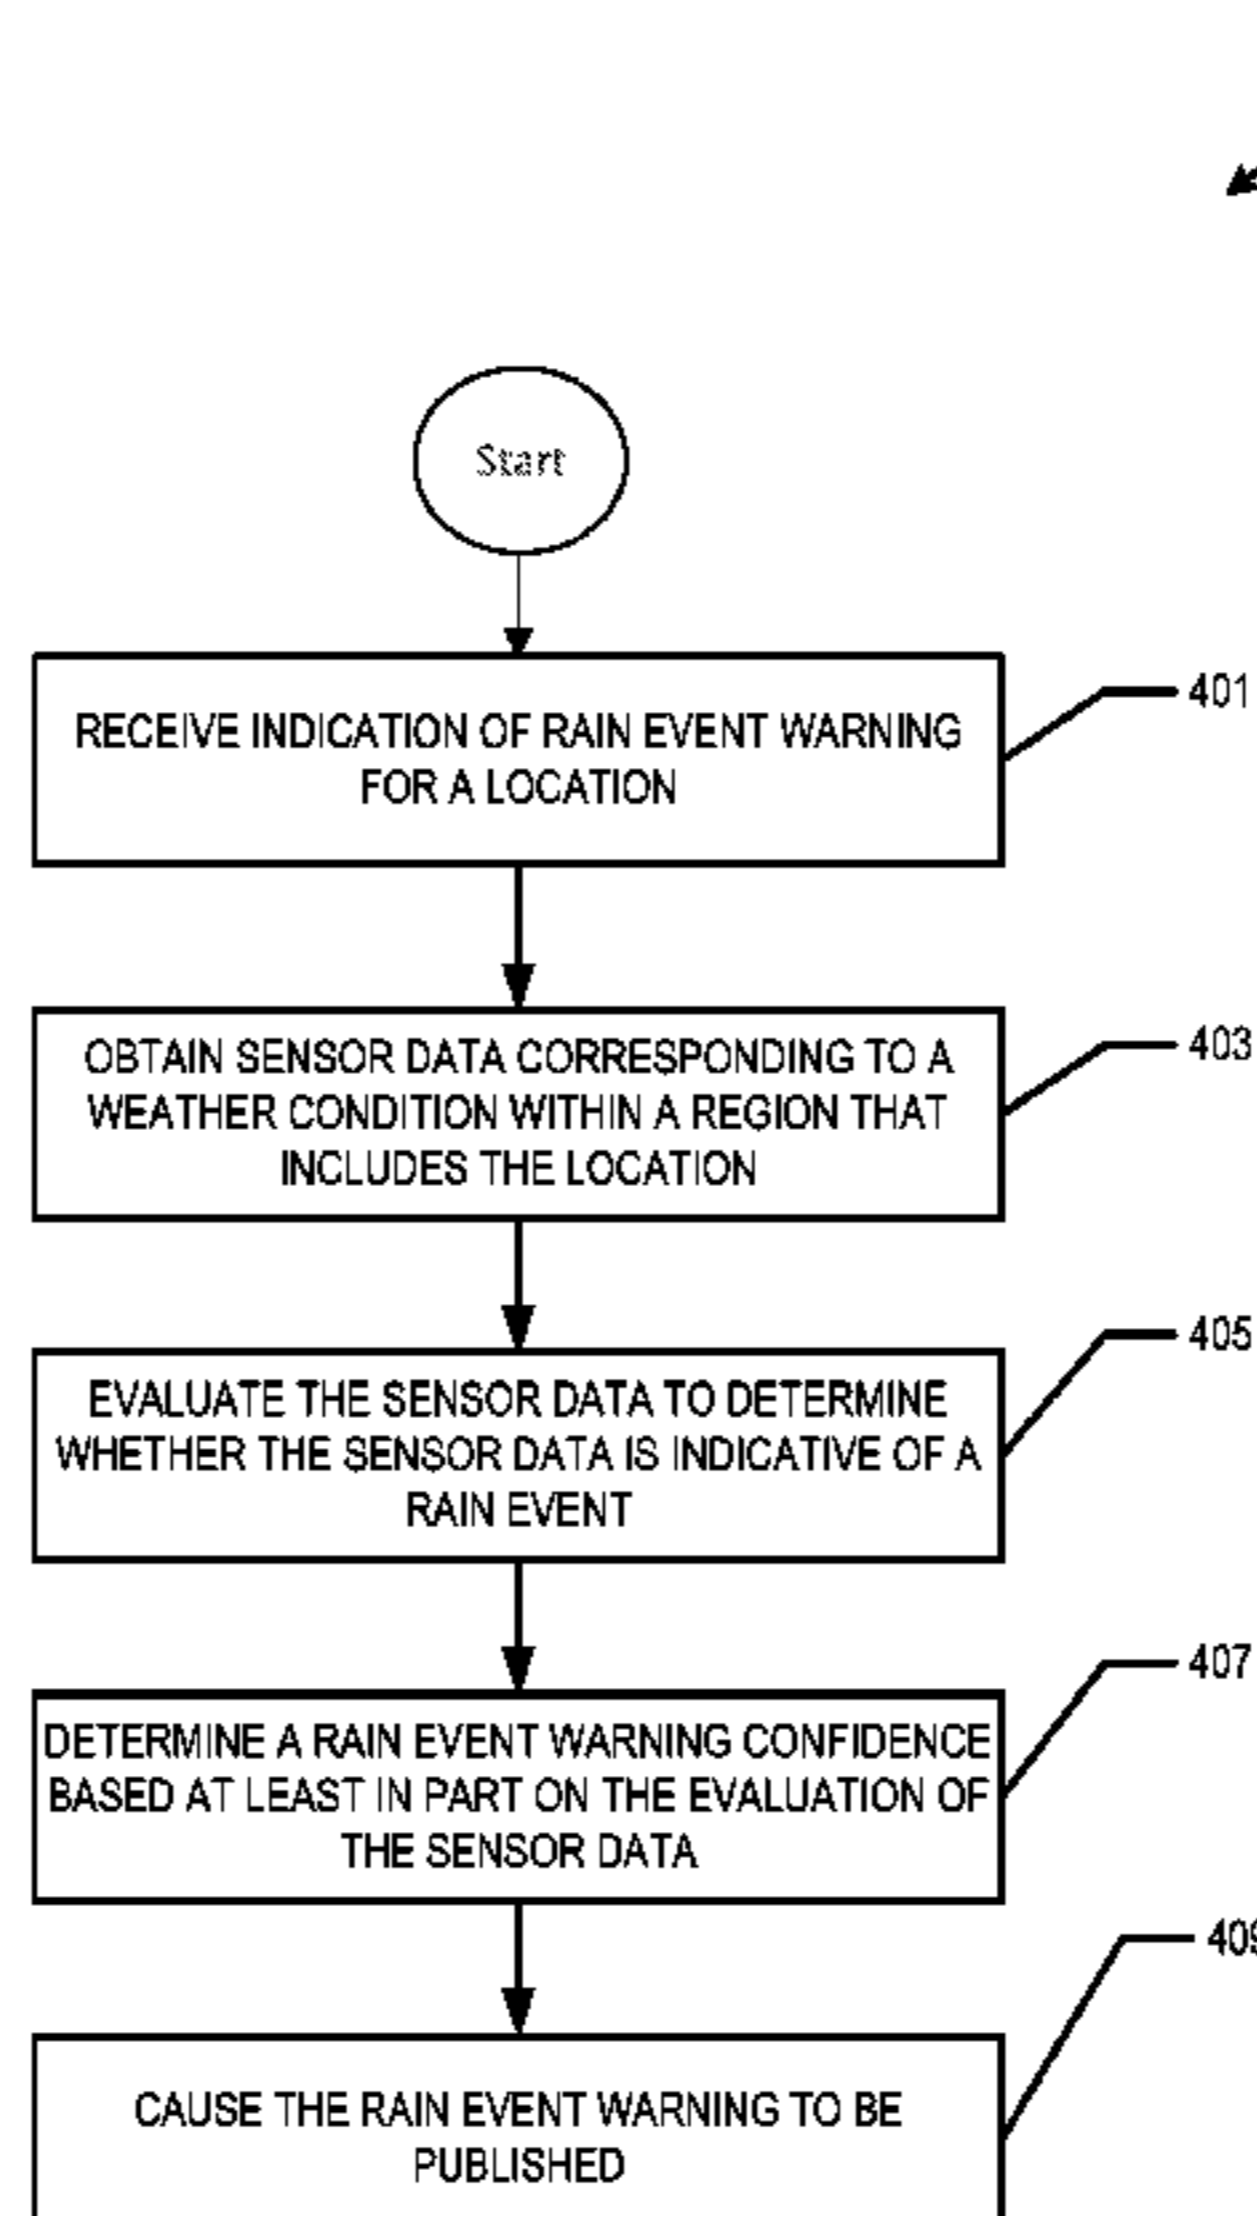 Start
RECEIVE INDICATION OF RAIN EVENT WARNING
FOR A LOCATION
401
OBTAIN SENSOR DATA CORRESPONDING TO A
WEATHER CONDITION WITHIN A REGION THAT
INCLUDES THE LOCATION
403
EVALUATE THE SENSOR DATA TO DETERMINE
WHETHER THE SENSOR DATA IS INDICATIVE OF A
RAIN EVENT
405
DETERMINE A RAIN EVENT WARNING CONFIDENCE
BASED AT LEAST IN PART ON THE EVALUATION OF
THE SENSOR DATA
407
CAUSE THE RAIN EVENT WARNING TO BE
PUBLISHED
409